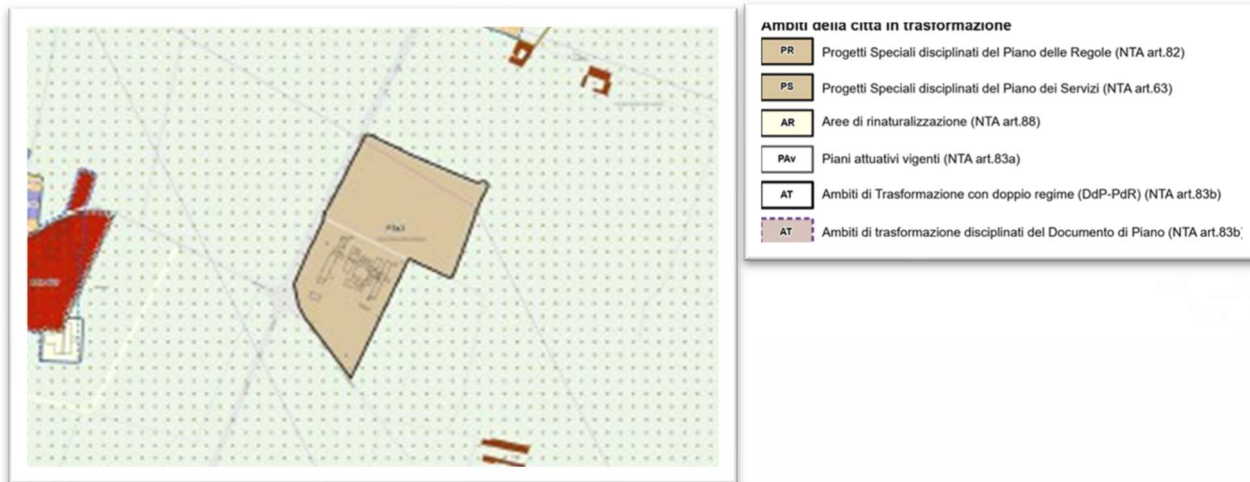 Ambiti della città in trasformazione
PR Progetti Speciali disciplinati del Piano delle Regole (NTA art.82)
PS Progetti Speciali disciplinati del Piano dei Servizi (NTA art.63)
AR Aree di rinaturalizzazione (NTA art.88)
PAv Piani attuativi vigenti (NTA art.83a)
AT Ambiti di Trasformazione con doppio regime (DdP-PdR) (NTA art.83b)
AT Ambiti di trasformazione disciplinati del Documento di Piano (NTA art.83b)